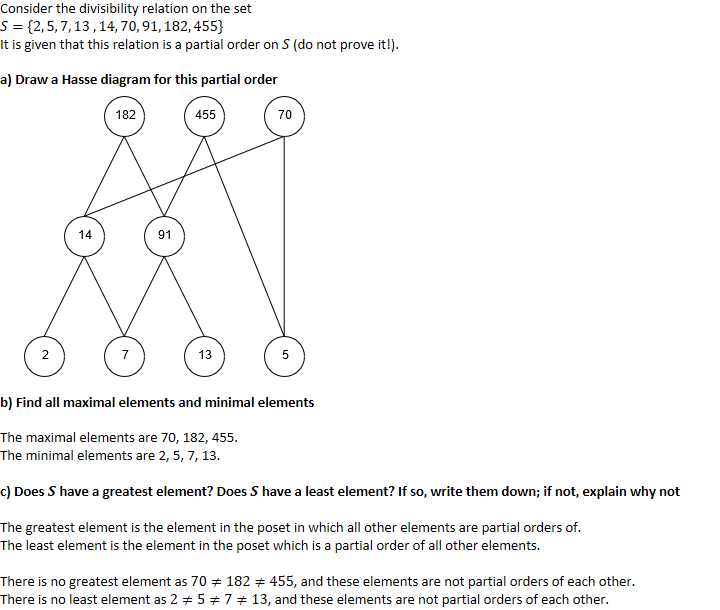 Consider the divisibility relation on the set
S = {2, 5, 7, 13 , 14, 70, 91, 182, 455}
It is given that this relation is a partial order on S (do not prove it!).
a) Draw a Hasse diagram for this partial order
182 455 70
14 91
2 7 13 5
b) Find all maximal elements and minimal elements
The maximal elements are 70, 182, 455.
The minimal elements are 2, 5, 7, 13.
c) Does S have a greatest element? Does S have a least element? If so, write them down; if not, explain why not
The greatest element is the element in the poset in which all other elements are partial orders of.
The least element is the element in the poset which is a partial order of all other elements.
There is no greatest element as 70 ≠ 182 ≠ 455, and these elements are not partial orders of each other.
There is no least element as 2 ≠ 5 ≠ 7 ≠ 13, and these elements are not partial orders of each other.